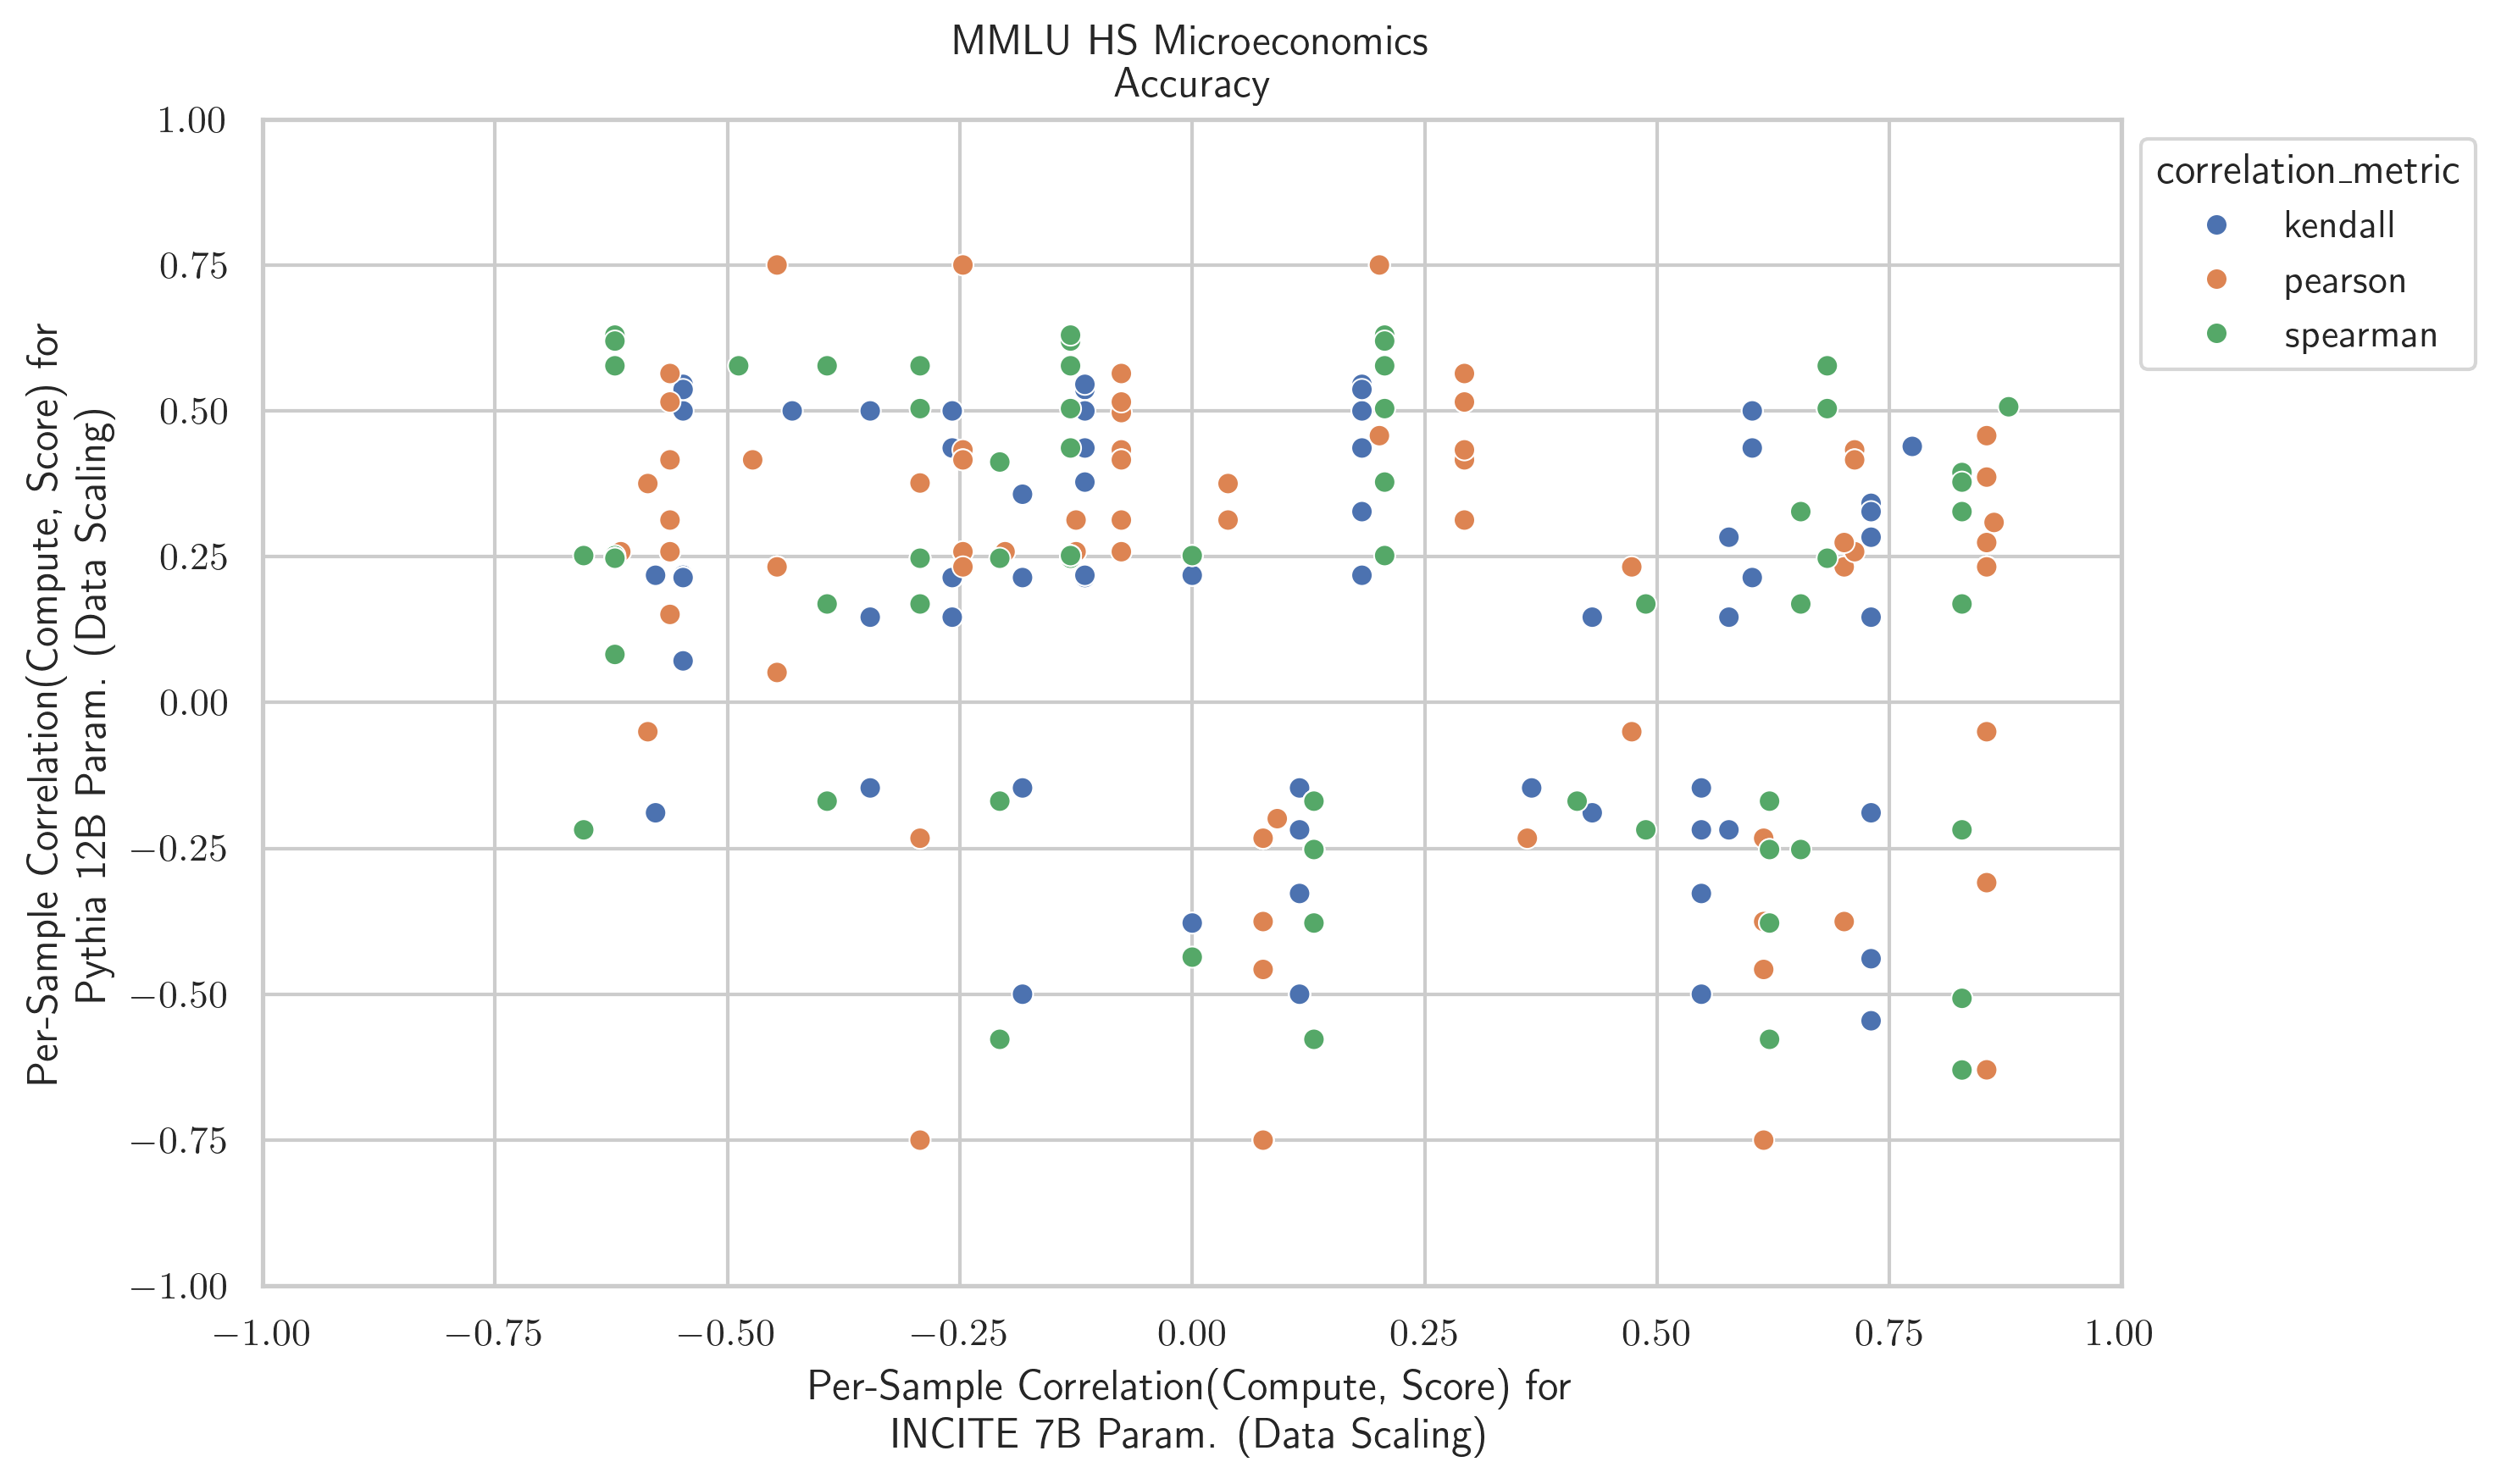 MMLU HS Microeconomics
Accuracy
Per-Sample Correlation(Compute, Score) for
Pythia 12B Param. (Data Scaling)
1.00
0.75
0.50
0.25
0.00
−0.25
−0.50
−0.75
−1.00
−1.00 −0.75 −0.50 −0.25 0.00 0.25 0.50 0.75 1.00
Per-Sample Correlation(Compute, Score) for
INCITE 7B Param. (Data Scaling)
correlation_metric
kendall
pearson
spearman